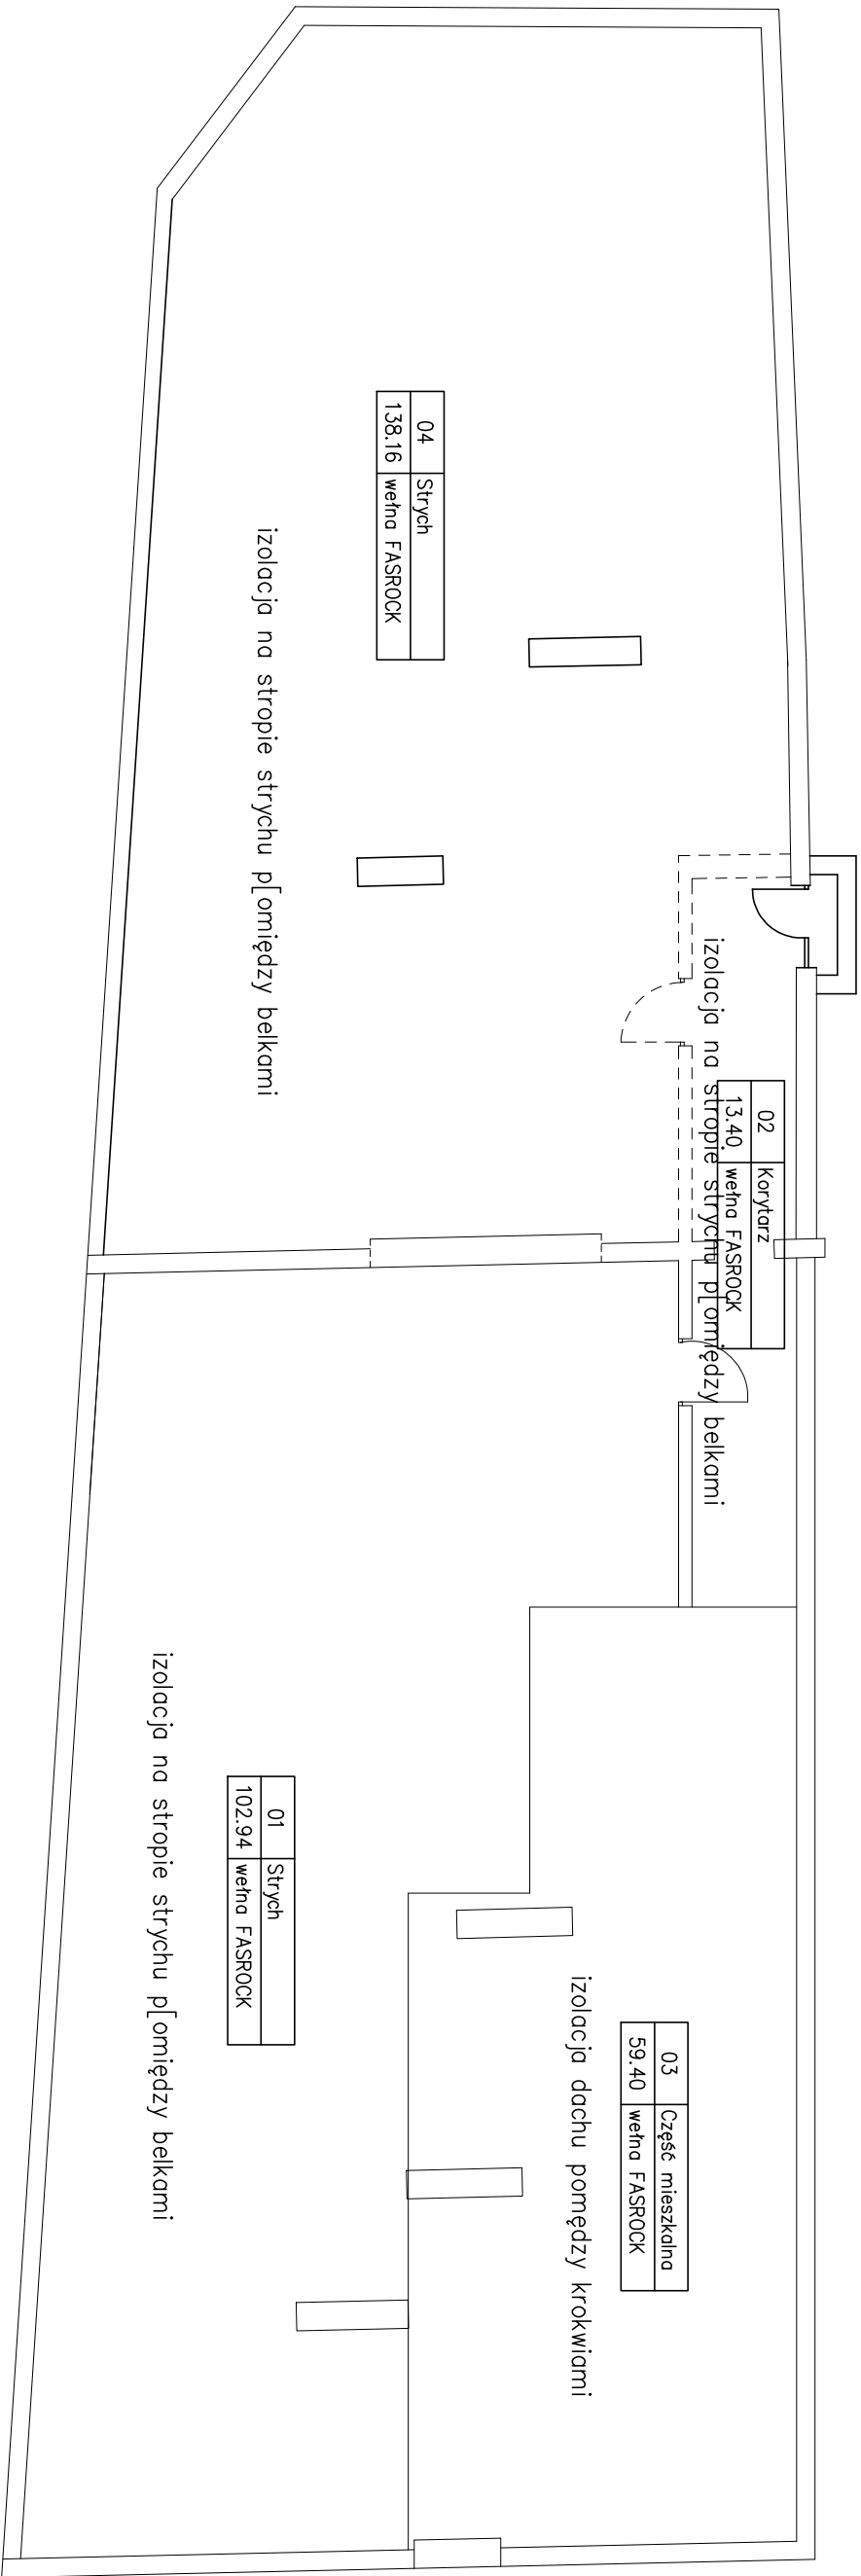 04 Strych
138.16 wełna FASROCK
izolacja na stropie strychu p[omiędzy belkami
02 Korytarz
13.40 wełna FASROCK
izolacja na stropie strychu p[omiędzy belkami
03 Część mieszkalna
59.40 wełna FASROCK
izolacja dachu pomędzy krokwiami
01 Strych
102.94 wełna FASROCK
izolacja na stropie strychu p[omiędzy belkami